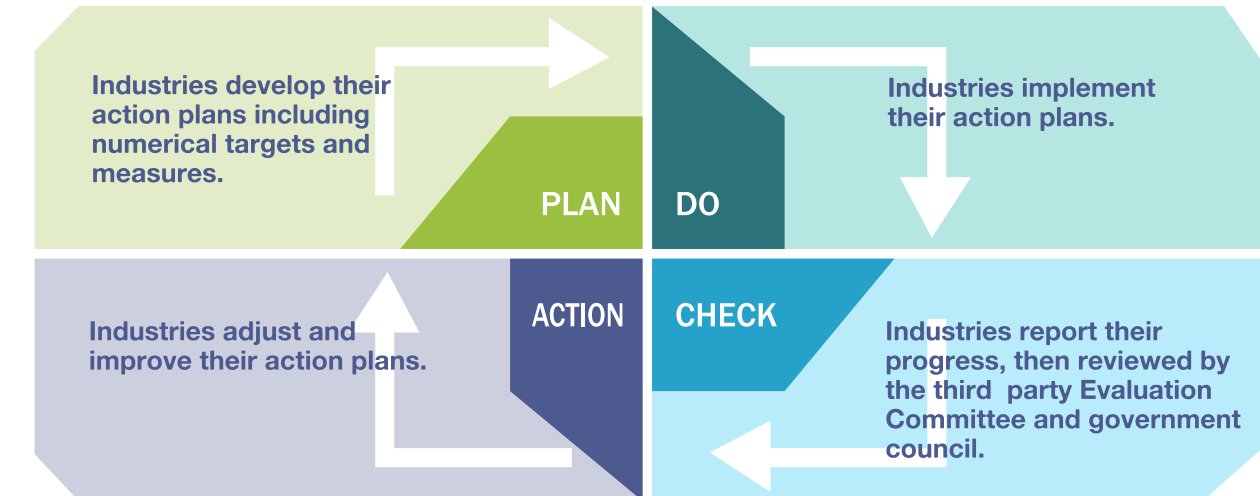 Industries develop their
action plans including
numerical targets and
measures.
PLAN
DO
Industries implement
their action plans.
Industries adjust and
improve their action plans.
ACTION
CHECK
Industries report their
progress, then reviewed by
the third  party Evaluation
Committee and government
council.